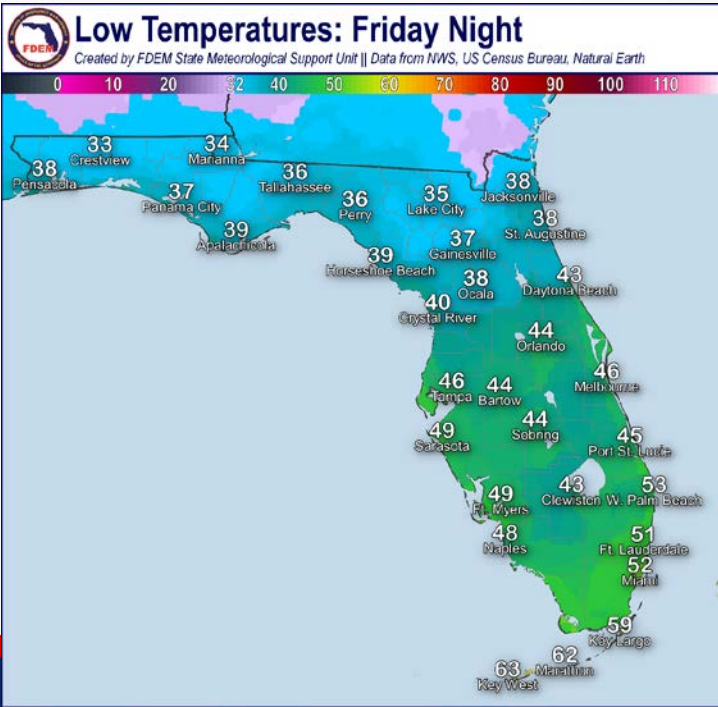 Low Temperatures: Friday Night
Created by FDEM State Meteorological Support Unit || Data from NWS, US Census Bureau, Natural Earth
FDEM
0 10 20 32 40 50 60 70 80 90 100 110
33
Crestview
34
Marianna
38
Pensacola
36
Tallahassee
37
Panama City
36
Perry
35
Lake City
38
Jacksonville
39
Apalachicola
38
St. Augustine
37
Gainesville
39
Horseshoe Beach
38
Ocala
43
Daytona Beach
40
Crystal River
44
Orlando
46
Tampa
44
Bartow
46
Melbourne
44
Sebring
49
Sarasota
45
Port St. Lucie
43
Clewiston
53
W. Palm Beach
49
Ft. Myers
48
Naples
51
Ft. Lauderdale
52
Miami
59
Key Largo
62
Marathon
63
Key West